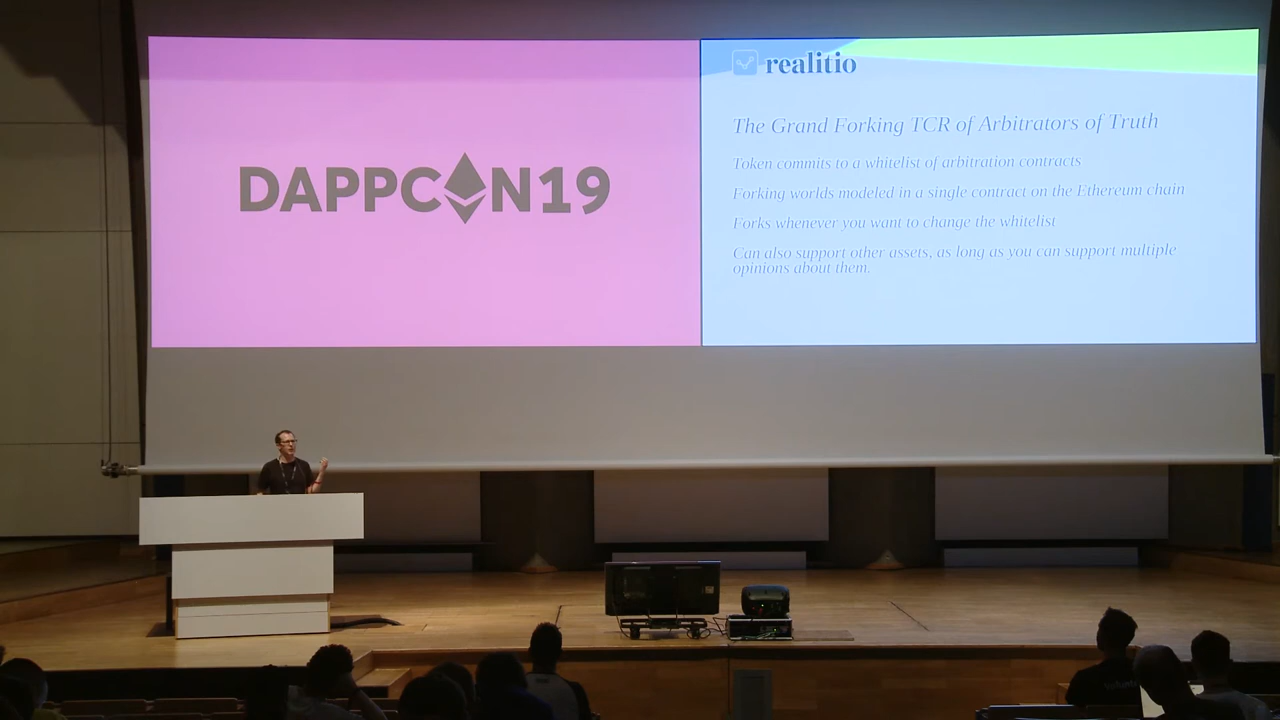 DAPPCON19
realitio
The Grand Forking TCR of Arbitrators of Truth
Token commits to a whitelist of arbitration contracts
Forking worlds modeled in a single contract on the Ethereum chain
Forks whenever you want to change the whitelist
Can also support other assets, as long as you can support multiple
opinions about them.